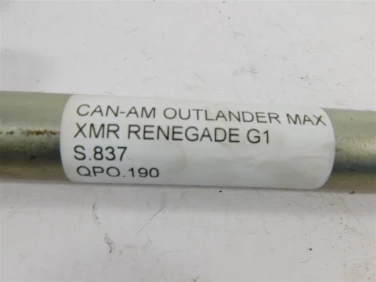 CAN-AM OUTLANDER MAX
XMR RENEGADE G1
S.837
QPO.190